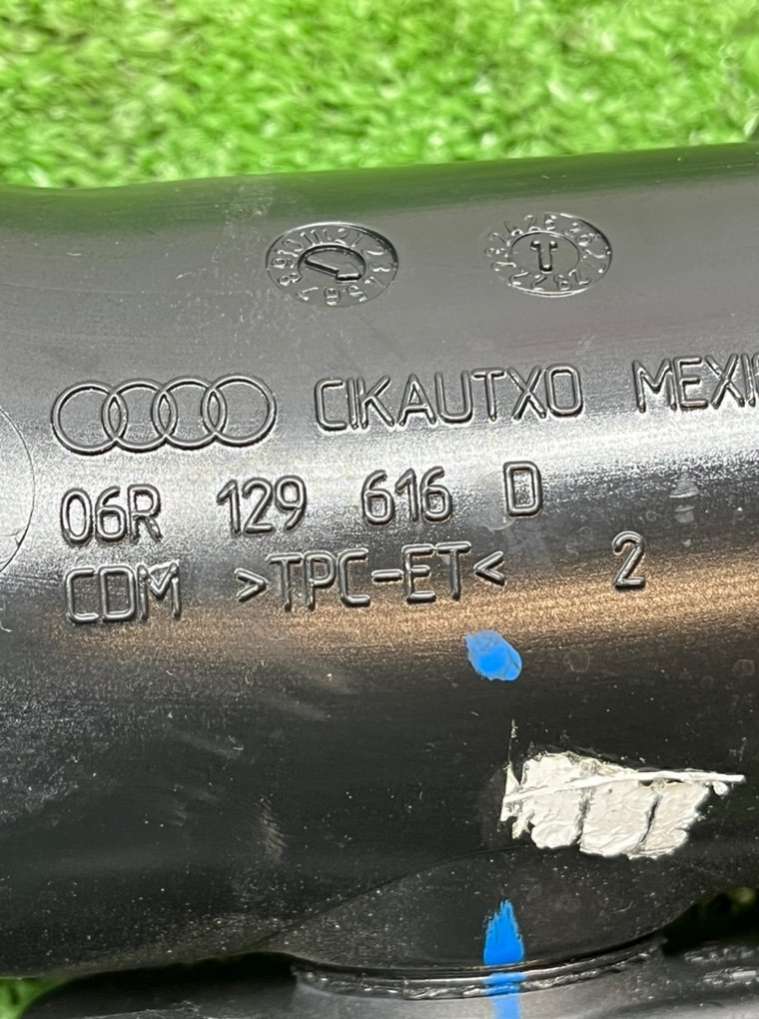 CIKAUTXO MEXI
06R 129 616 D
CDM >TPC-ET< 2